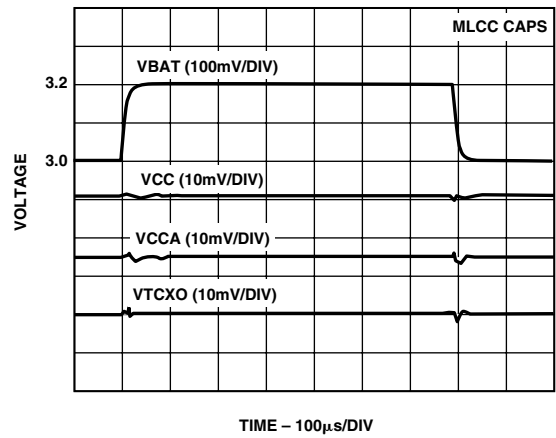 MLCC CAPS
VBAT (100mV/DIV)
3.2
3.0
VCC (10mV/DIV)
VOLTAGE
VCCA (10mV/DIV)
VTCXO (10mV/DIV)
TIME – 100μs/DIV